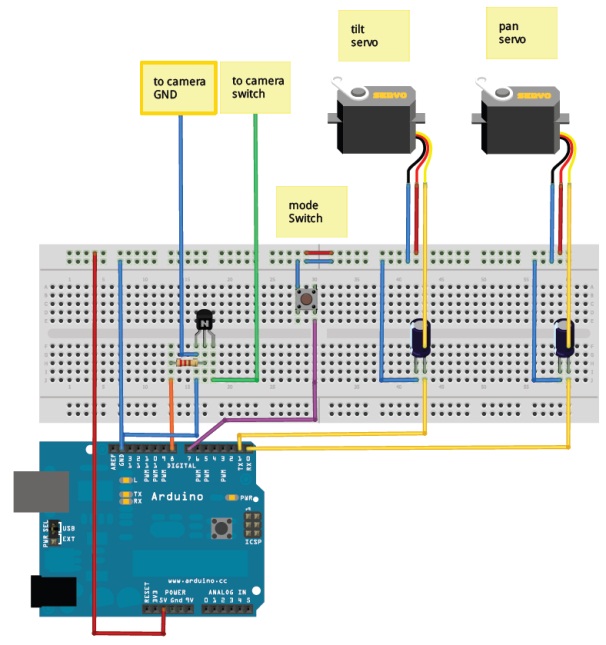 tilt
servo
pan
servo
to camera
GND
to camera
switch
SERVO
SERVO
mode
Switch
N
AREF
GND
13
12
11
10
9
8
7
6
5
4
3
2
1
0
PWM
PWM
PWM
PWM
PWM
PWM
TX
RX
DIGITAL
L
TX
RX
Arduino
PWR
PWR SEL
USB
EXT
ICSP
www.arduino.cc
POWER
ANALOG IN
RESET
3V3
5V Gnd 9V
0 1 2 3 4 5